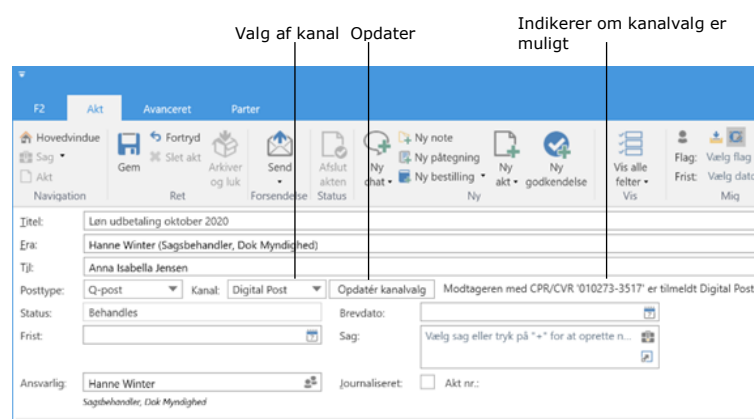 Valg af kanal Opdater
Indikerer om kanalvalg er
muligt
F2 Akt Avanceret Parter
Hovedvindue
Sag
Akt
Navigation
Gem
Fortryd
Slet akt
Ret
Arkiver
og luk
Send
Forsendelse
Afslut
akten
Status
Ny
chat
Ny note
Ny påtegning
Ny bestilling
Ny
akt
Ny
godkendelse
Ny
Vis alle
felter
Vis
Flag: Vælg flag
Frist: Vælg dato
Mig
Titel: Løn udbetaling oktober 2020
Fra: Hanne Winter (Sagsbehandler, Dok Myndighed)
Til: Anna Isabella Jensen
Posttype: Q-post Kanal: Digital Post Opdatér kanalvalg Modtageren med CPR/CVR '010273-3517' er tilmeldt Digital Post
Status: Behandles Brevdato:
Frist: Sag: Vælg sag eller tryk på "+" for at oprette n...
Ansvarlig: Hanne Winter Journaliseret: Akt nr.:
Sagsbehandler, Dok Myndighed